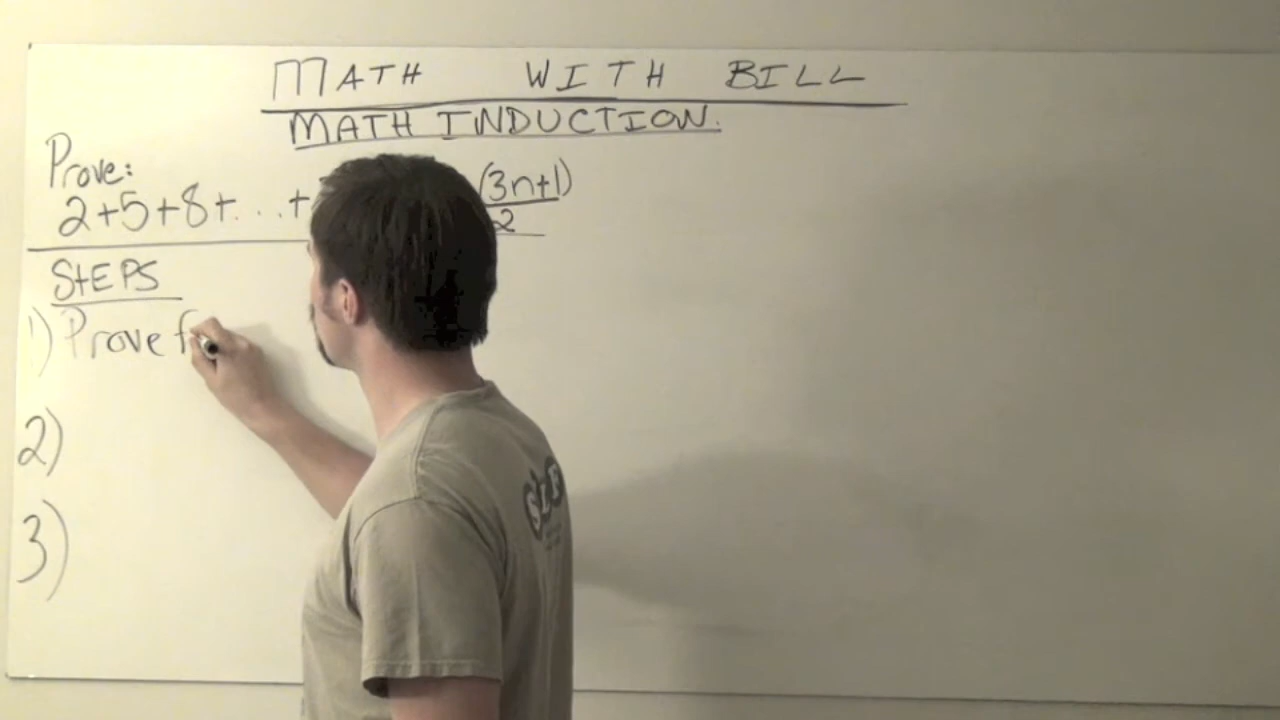 MATH WITH BILL
MATH INDUCTION.
Prove:
2+5+8+...+ (3n+1)
2
StEPS
1) Prove f
2)
3)